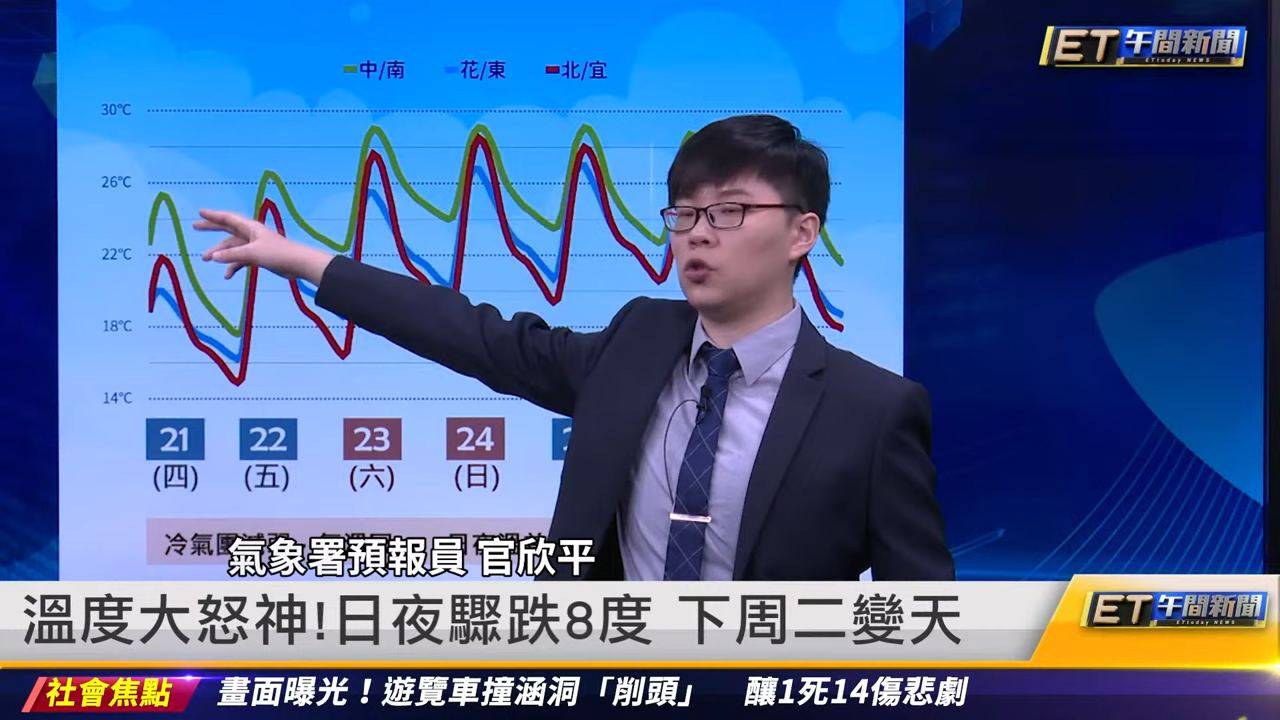 ET午間新聞
ETtoday NEWS
中/南 花/東 北/宜
30℃
26℃
22℃
18℃
14℃
21 22 23 24
(四) (五) (六) (日)
冷氣團
氣象署預報員 官欣平
溫度大怒神!日夜驟跌8度 下周二變天
ET午間新聞
ETtoday NEWS
社會焦點 畫面曝光!遊覽車撞涵洞「削頭」 釀1死14傷悲劇